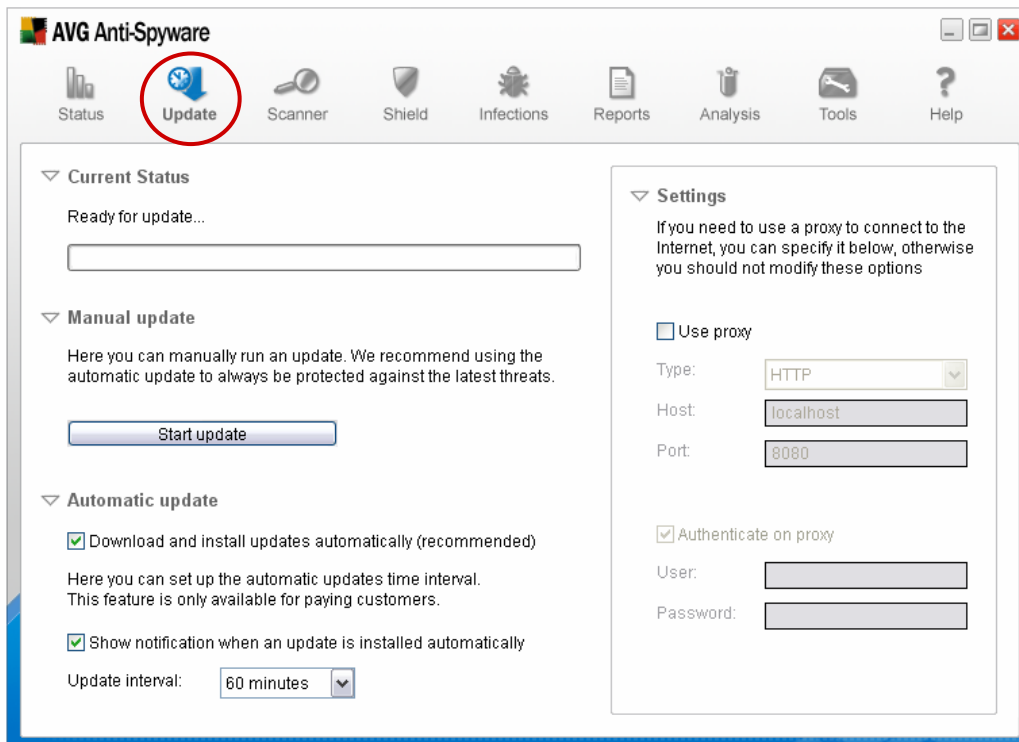 AVG Anti-Spyware
Status Update Scanner Shield Infections Reports Analysis Tools Help
Current Status
Ready for update...
Manual update
Here you can manually run an update. We recommend using the
automatic update to always be protected against the latest threats.
Start update
Automatic update
Download and install updates automatically (recommended)
Here you can set up the automatic updates time interval.
This feature is only available for paying customers.
Show notification when an update is installed automatically
Update interval: 60 minutes
Settings
If you need to use a proxy to connect to the
Internet, you can specify it below, otherwise
you should not modify these options
Use proxy
Type: HTTP
Host: localhost
Port: 8080
Authenticate on proxy
User:
Password: